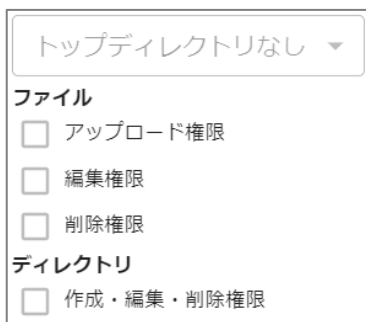 トップディレクトリなし
ファイル
アップロード権限
編集権限
削除権限
ディレクトリ
作成・編集・削除権限